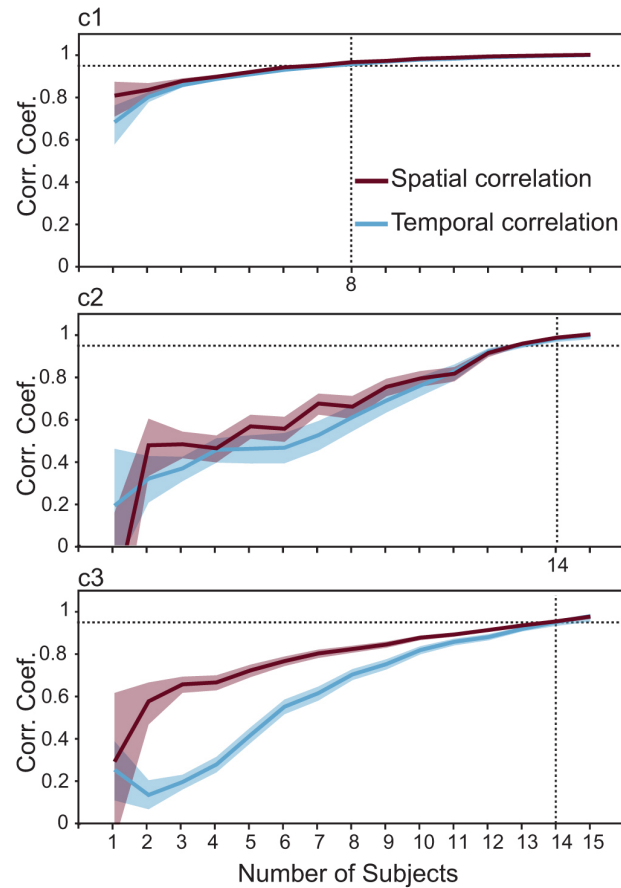 c1
Corr. Coef.
1
0.8
0.6
0.4
0.2
0
Spatial correlation
Temporal correlation
8
c2
Corr. Coef.
1
0.8
0.6
0.4
0.2
0
14
c3
Corr. Coef.
1
0.8
0.6
0.4
0.2
0
1 2 3 4 5 6 7 8 9 10 11 12 13 14 15
Number of Subjects